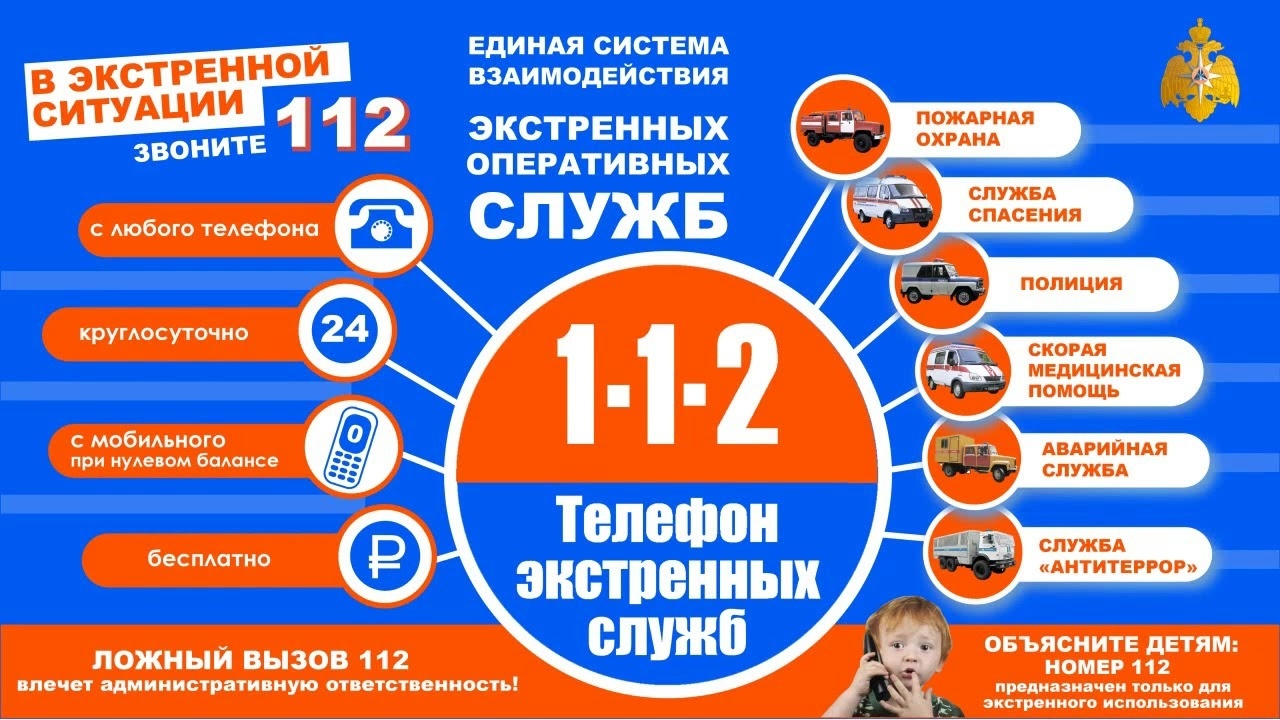 В ЭКСТРЕННОЙ
СИТУАЦИИ
ЗВОНИТЕ 112
с любого телефона
круглосуточно
24
с мобильного
при нулевом балансе
0
бесплатно
₽
ЕДИНАЯ СИСТЕМА
ВЗАИМОДЕЙСТВИЯ
ЭКСТРЕННЫХ
ОПЕРАТИВНЫХ
СЛУЖБ
1-1-2
Телефон
экстренных
служб
ПОЖАРНАЯ
ОХРАНА
СЛУЖБА
СПАСЕНИЯ
ПОЛИЦИЯ
СКОРАЯ
МЕДИЦИНСКАЯ
ПОМОЩЬ
АВАРИЙНАЯ
СЛУЖБА
СЛУЖБА
«АНТИТЕРРОР»
ЛОЖНЫЙ ВЫЗОВ 112
влечет административную ответственность!
ОБЪЯСНИТЕ ДЕТЯМ:
НОМЕР 112
предназначен только для
экстренного использования